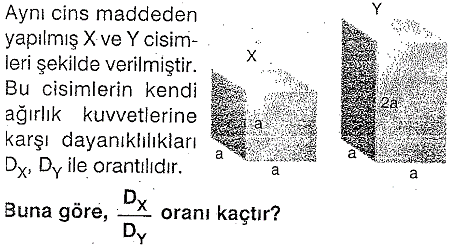 Aynı cins maddeden
yapılmış X ve Y cisim-
leri şekilde verilmiştir.
Bu cisimlerin kendi
ağırlık kuvvetlerine
karşı dayanıklılıkları
D_X, D_Y ile orantılıdır.
Buna göre, D_X / D_Y oranı kaçtır?
X
a
a
a
Y
2a
a
a